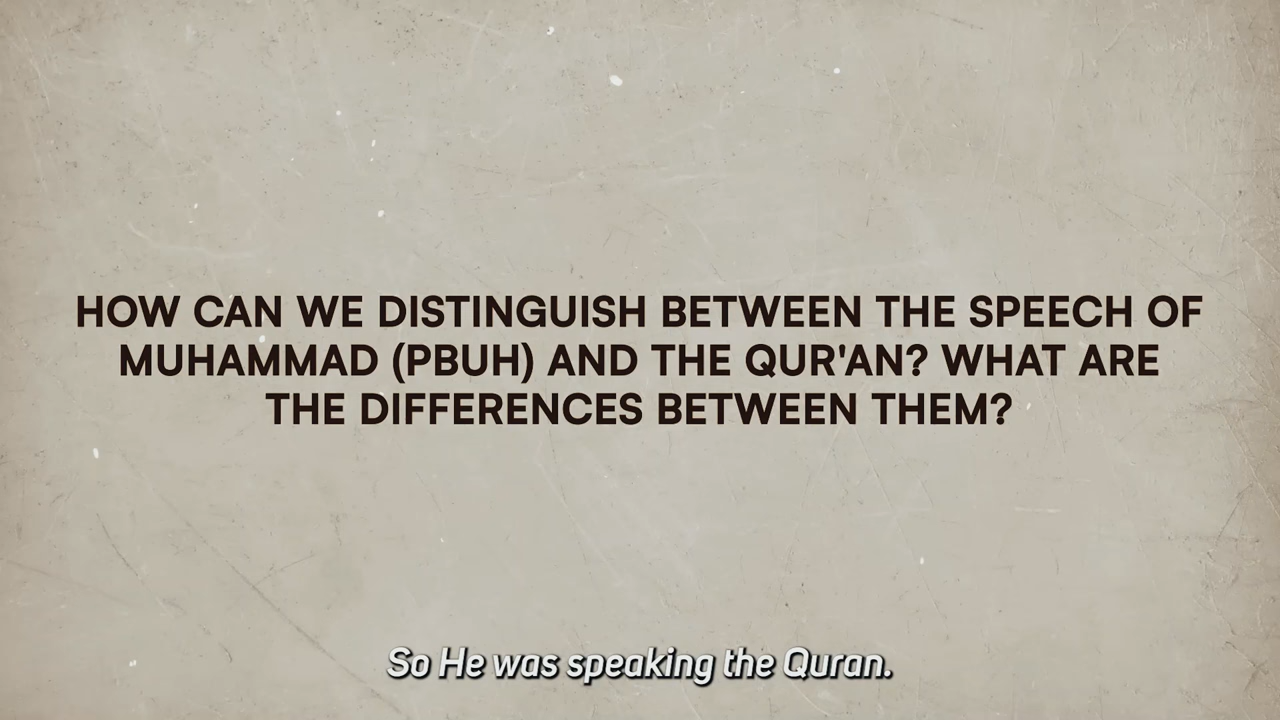 HOW CAN WE DISTINGUISH BETWEEN THE SPEECH OF
MUHAMMAD (PBUH) AND THE QUR'AN? WHAT ARE
THE DIFFERENCES BETWEEN THEM?
So He was speaking the Quran.